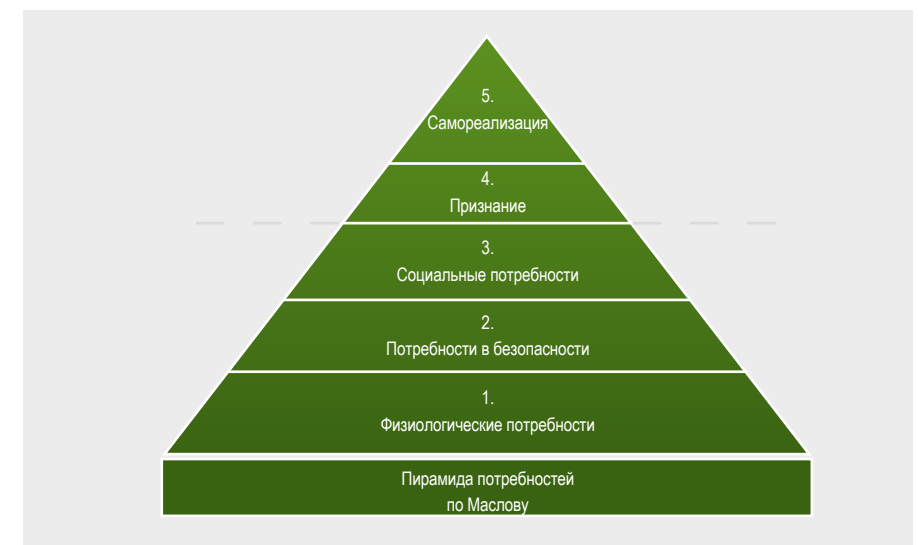 5.
Самореализация
4.
Признание
3.
Социальные потребности
2.
Потребности в безопасности
1.
Физиологические потребности
Пирамида потребностей
по Маслову